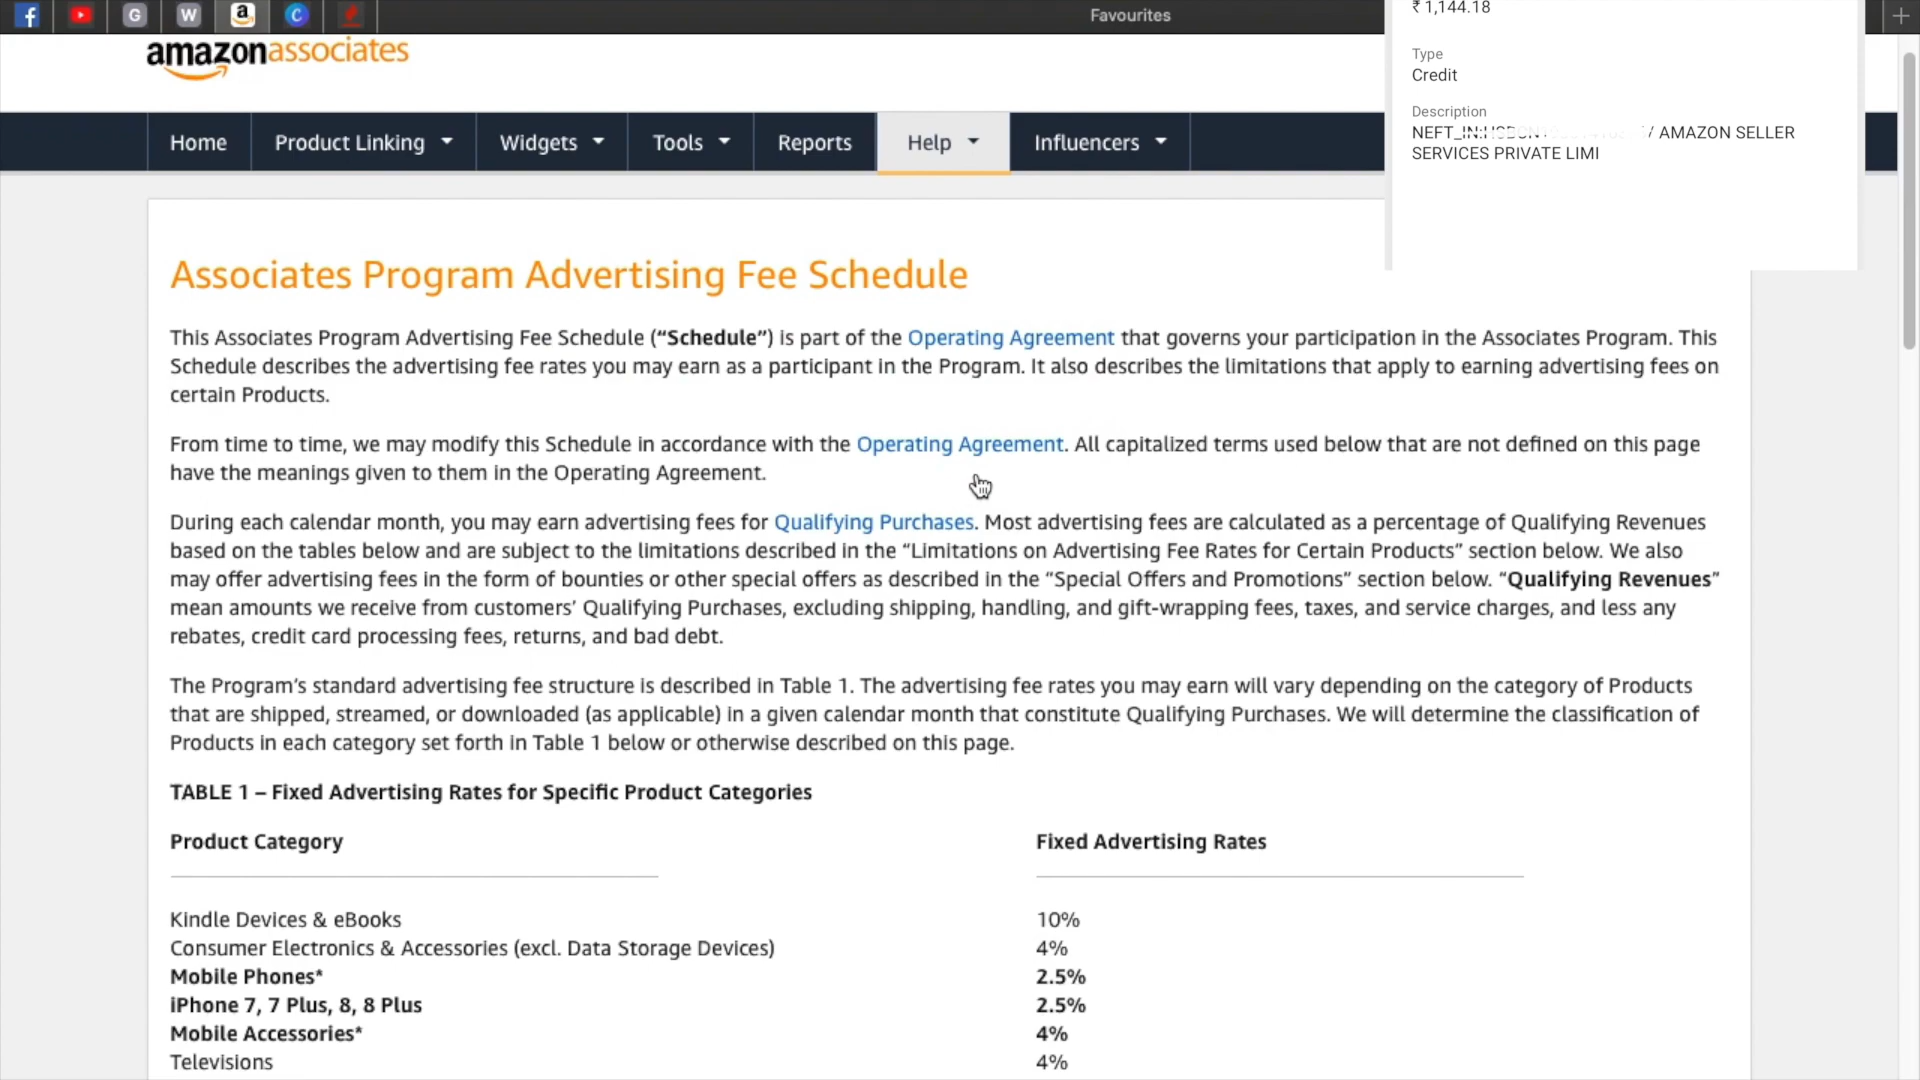 G
W
a
C
Favourites
₹ 1,144.18
amazonassociates
Type
Credit
Description
/ AMAZON SELLER
SERVICES PRIVATE LIMI
Home
Product Linking
Widgets
Tools
Reports
Help
Influencers
Associates Program Advertising Fee Schedule
This Associates Program Advertising Fee Schedule (“Schedule”) is part of the Operating Agreement that governs your participation in the Associates Program. This
Schedule describes the advertising fee rates you may earn as a participant in the Program. It also describes the limitations that apply to earning advertising fees on
certain Products.
From time to time, we may modify this Schedule in accordance with the Operating Agreement. All capitalized terms used below that are not defined on this page
have the meanings given to them in the Operating Agreement.
During each calendar month, you may earn advertising fees for Qualifying Purchases. Most advertising fees are calculated as a percentage of Qualifying Revenues
based on the tables below and are subject to the limitations described in the “Limitations on Advertising Fee Rates for Certain Products” section below. We also
may offer advertising fees in the form of bounties or other special offers as described in the “Special Offers and Promotions” section below. “Qualifying Revenues”
mean amounts we receive from customers’ Qualifying Purchases, excluding shipping, handling, and gift-wrapping fees, taxes, and service charges, and less any
rebates, credit card processing fees, returns, and bad debt.
The Program’s standard advertising fee structure is described in Table 1. The advertising fee rates you may earn will vary depending on the category of Products
that are shipped, streamed, or downloaded (as applicable) in a given calendar month that constitute Qualifying Purchases. We will determine the classification of
Products in each category set forth in Table 1 below or otherwise described on this page.
TABLE 1 – Fixed Advertising Rates for Specific Product Categories
Product Category Fixed Advertising Rates
Kindle Devices & eBooks 10%
Consumer Electronics & Accessories (excl. Data Storage Devices) 4%
Mobile Phones* 2.5%
iPhone 7, 7 Plus, 8, 8 Plus 2.5%
Mobile Accessories* 4%
Televisions 4%